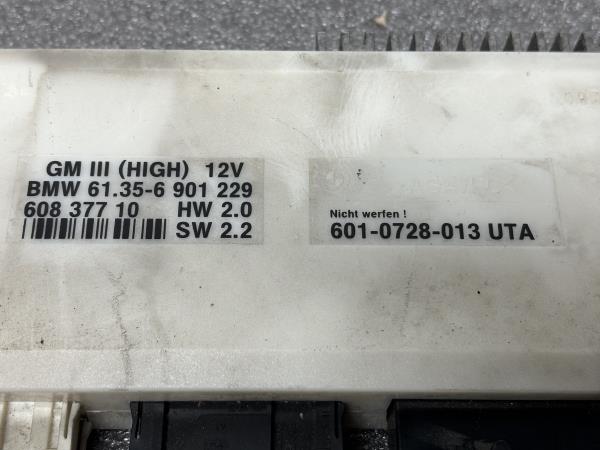 GM III (HIGH) 12V
BMW 61.35-6 901 229
608 377 10 HW 2.0
SW 2.2
Nicht werfen !
601-0728-013 UTA